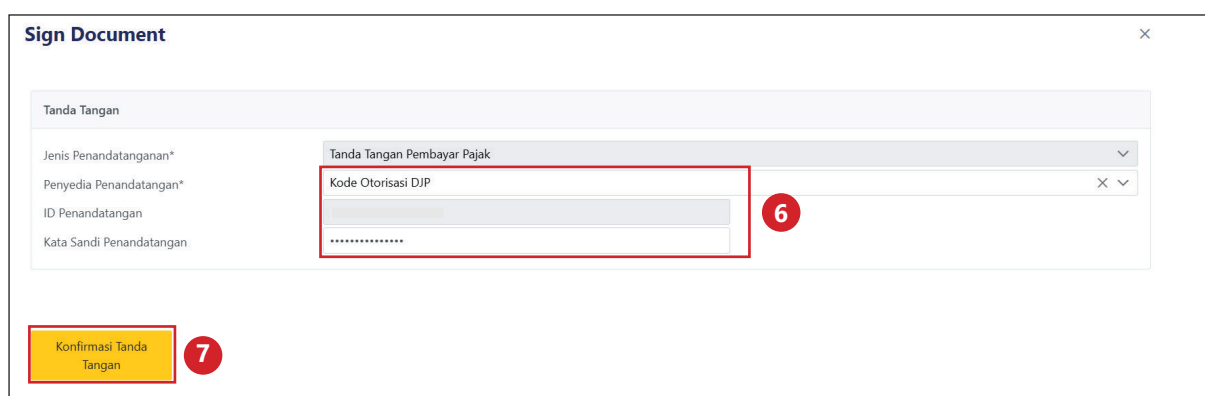 Sign Document
Tanda Tangan
Jenis Penandatanganan*
Tanda Tangan Pembayar Pajak
Penyedia Penandatangan*
Kode Otorisasi DJP
ID Penandatangan
6
Kata Sandi Penandatangan
•••••••••••••••
Konfirmasi Tanda
Tangan
7